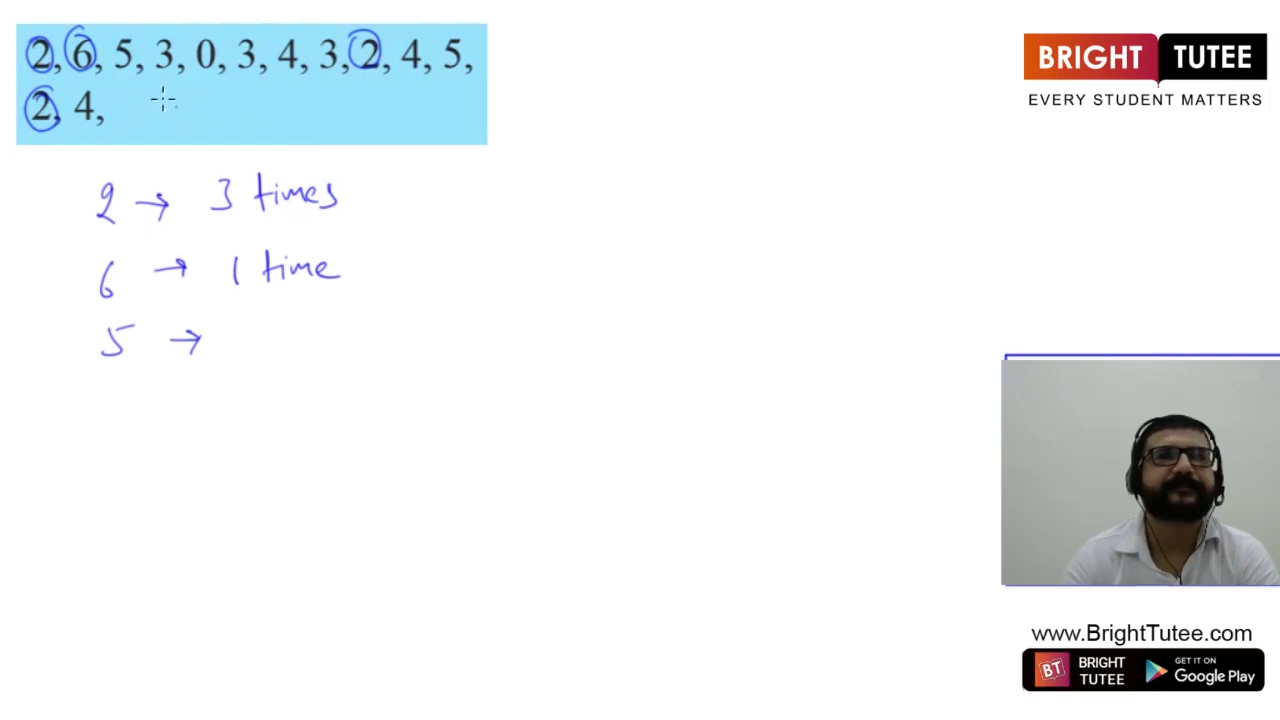 2, 6, 5, 3, 0, 3, 4, 3, 2, 4, 5,
2, 4,
2 → 3 times
6 → 1 time
5 →
BRIGHT TUTEE
EVERY STUDENT MATTERS
www.BrightTutee.com
BT BRIGHT TUTEE
GET IT ON
Google Play